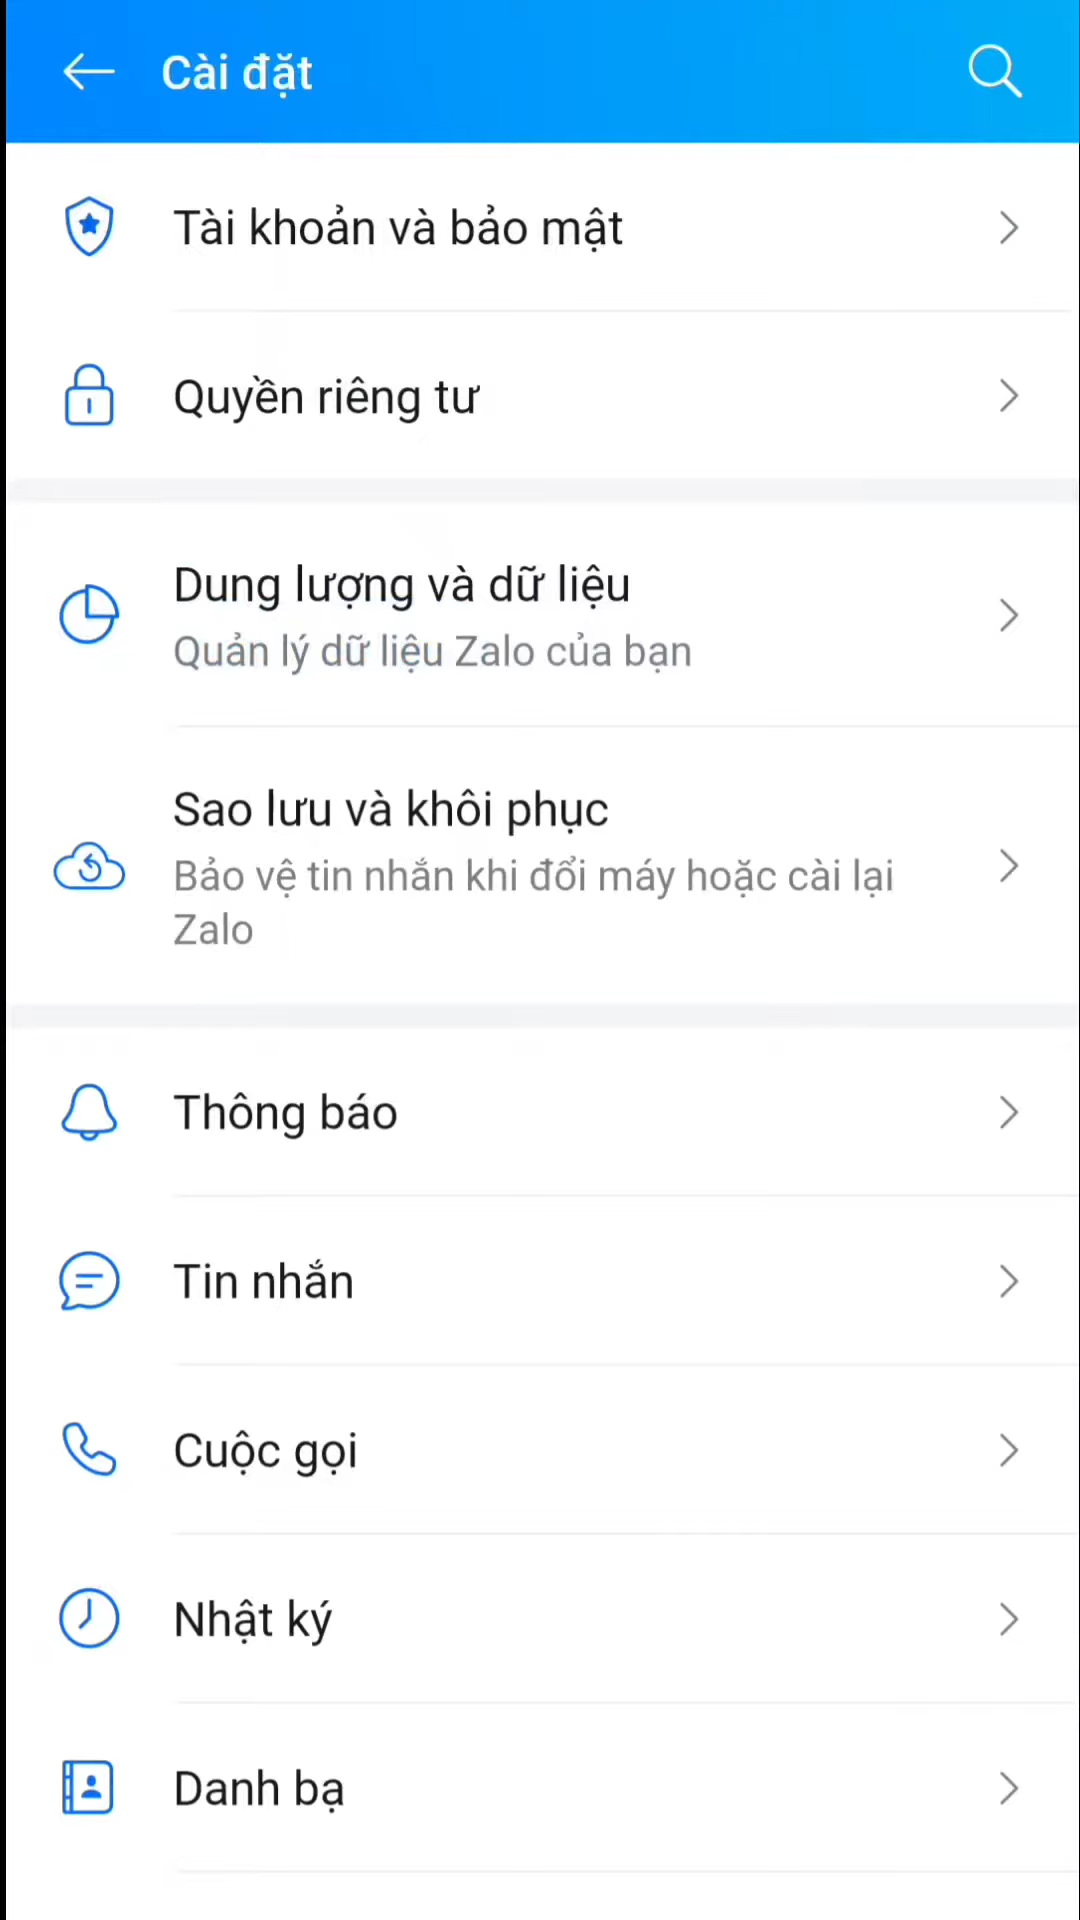 Cài đặt
Tài khoản và bảo mật
Quyền riêng tư
Dung lượng và dữ liệu
Quản lý dữ liệu Zalo của bạn
Sao lưu và khôi phục
Bảo vệ tin nhắn khi đổi máy hoặc cài lại
Zalo
Thông báo
Tin nhắn
Cuộc gọi
Nhật ký
Danh bạ